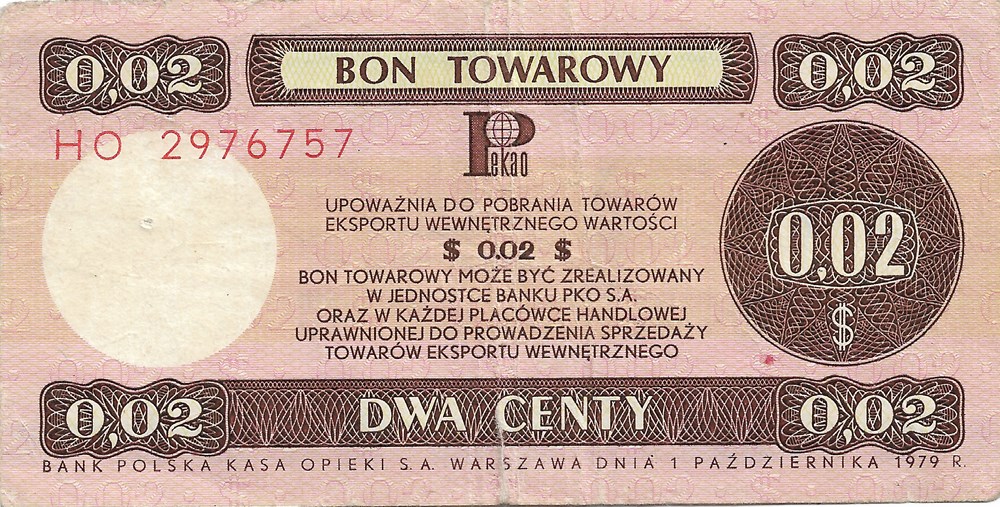 0,02 BON TOWAROWY 0,02
HO 2976757
Pekao
UPOWAŻNIA DO POBRANIA TOWARÓW
EKSPORTU WEWNĘTRZNEGO WARTOŚCI
$ 0.02 $
BON TOWAROWY MOŻE BYĆ ZREALIZOWANY
W JEDNOSTCE BANKU PKO S.A.
ORAZ W KAŻDEJ PLACÓWCE HANDLOWEJ
UPRAWNIONEJ DO PROWADZENIA SPRZEDAŻY
TOWARÓW EKSPORTU WEWNĘTRZNEGO
0,02
$
0,02 DWA CENTY 0,02
BANK POLSKA KASA OPIEKI S.A. WARSZAWA DNIA 1 PAŹDZIERNIKA 1979 R.